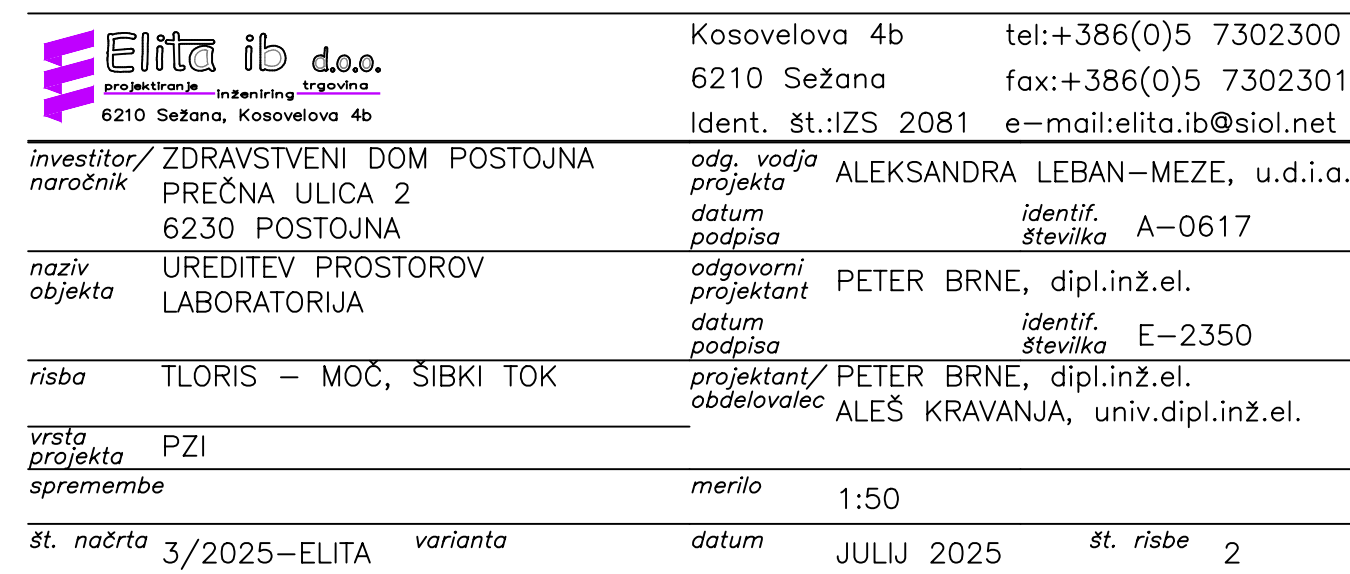 Elita ib d.o.o.
projektiranje inženiring trgovina
6210 Sežana, Kosovelova 4b
Kosovelova 4b
6210 Sežana
Ident. št.:IZS 2081
tel:+386(0)5 7302300
fax:+386(0)5 7302301
e-mail:elita.ib@siol.net
investitor/
naročnik
ZDRAVSTVENI DOM POSTOJNA
PREČNA ULICA 2
6230 POSTOJNA
odg. vodja
projekta
ALEKSANDRA LEBAN-MEZE, u.d.i.a.
datum
podpisa
identif.
številka
A-0617
naziv
objekta
UREDITEV PROSTOROV
LABORATORIJA
odgovorni
projektant
PETER BRNE, dipl.inž.el.
datum
podpisa
identif.
številka
E-2350
risba
TLORIS - MOČ, ŠIBKI TOK
projektant/
obdelovalec
PETER BRNE, dipl.inž.el.
ALEŠ KRAVANJA, univ.dipl.inž.el.
vrsta
projekta
PZI
spremembe
merilo
1:50
št. načrta
3/2025-ELITA
varianta
datum
JULIJ 2025
št. risbe
2